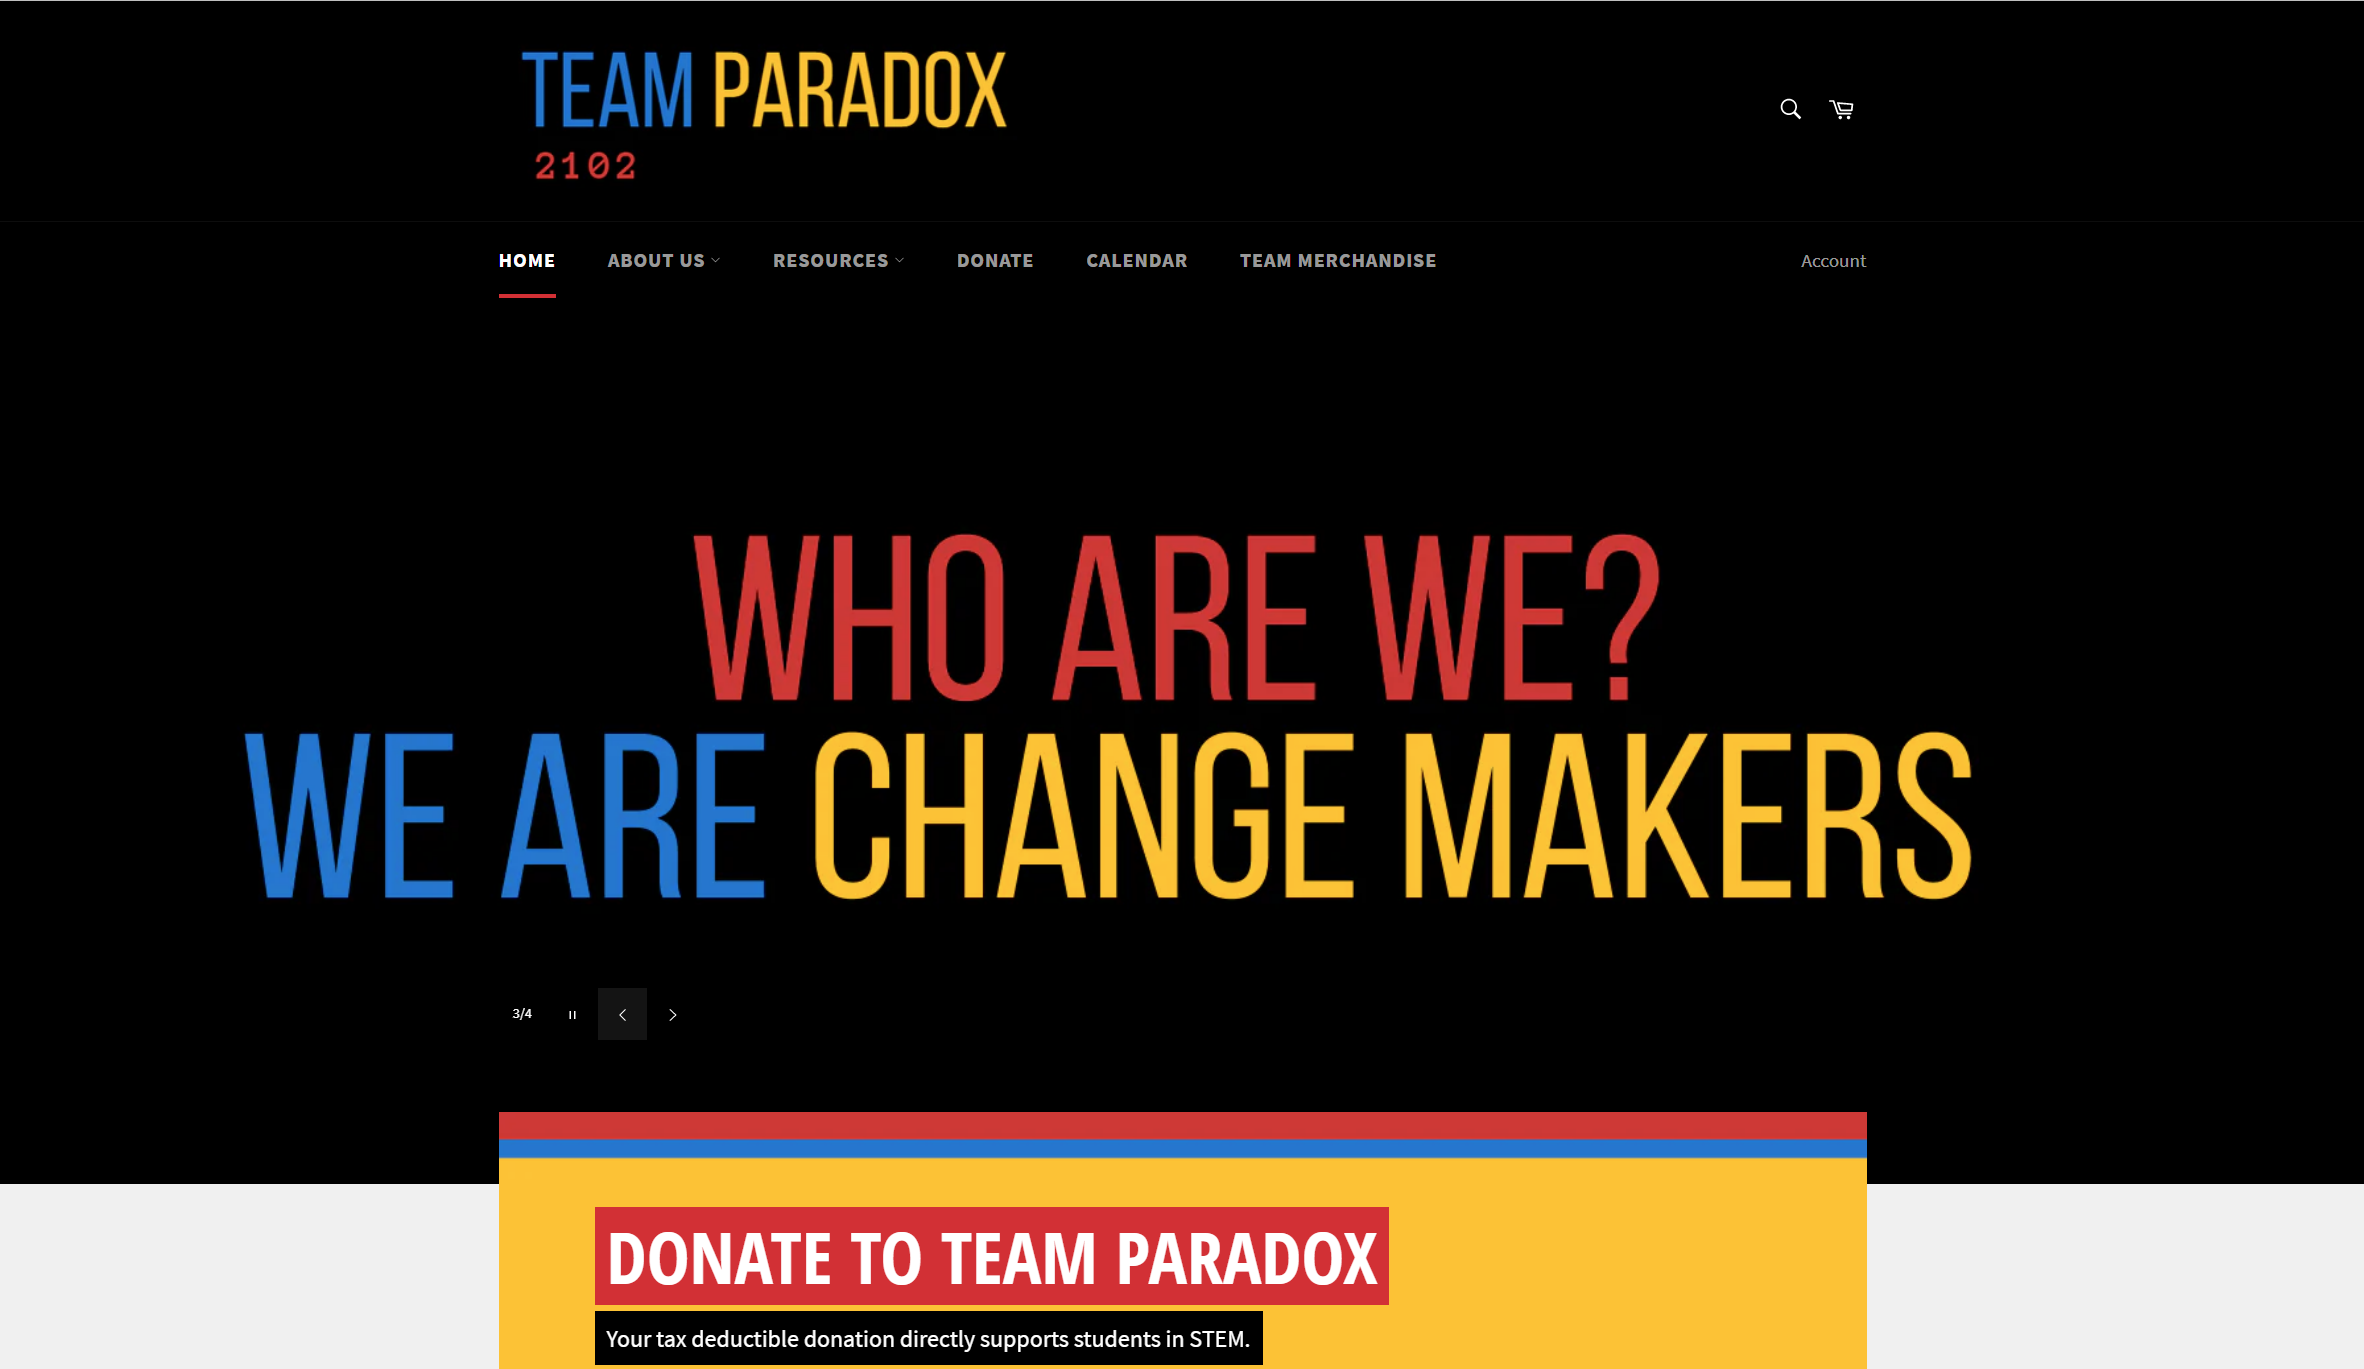 TEAM PARADOX
2102
HOME ABOUT US RESOURCES DONATE CALENDAR TEAM MERCHANDISE Account
WHO ARE WE?
WE ARE CHANGE MAKERS
3/4
DONATE TO TEAM PARADOX
Your tax deductible donation directly supports students in STEM.